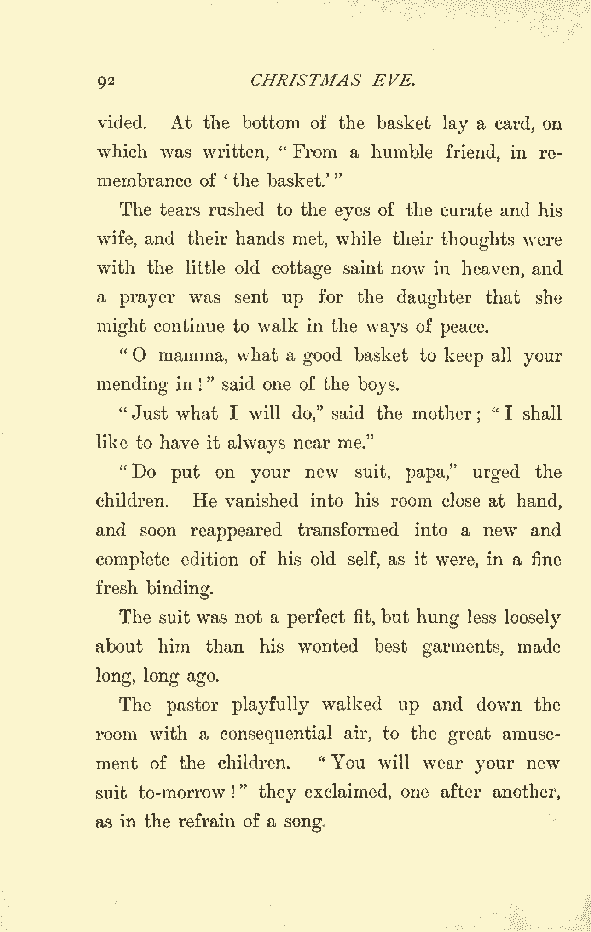 92 CHRISTMAS EVE.
vided. At the bottom of the basket lay a card, on
which was written, “From a humble friend, in re-
membrance of ‘the basket.’”
The tears rushed to the eyes of the curate and his
wife, and their hands met, while their thoughts were
with the little old cottage saint now in heaven, and
a prayer was sent up for the daughter that she
might continue to walk in the ways of peace.
“O mamma, what a good basket to keep all your
mending in!” said one of the boys.
“Just what I will do,” said the mother; “I shall
like to have it always near me.”
“Do put on your new suit, papa,” urged the
children. He vanished into his room close at hand,
and soon reappeared transformed into a new and
complete edition of his old self, as it were, in a fine
fresh binding.
The suit was not a perfect fit, but hung less loosely
about him than his wonted best garments, made
long, long ago.
The pastor playfully walked up and down the
room with a consequential air, to the great amuse-
ment of the children. “You will wear your new
suit to-morrow!” they exclaimed, one after another,
as in the refrain of a song.